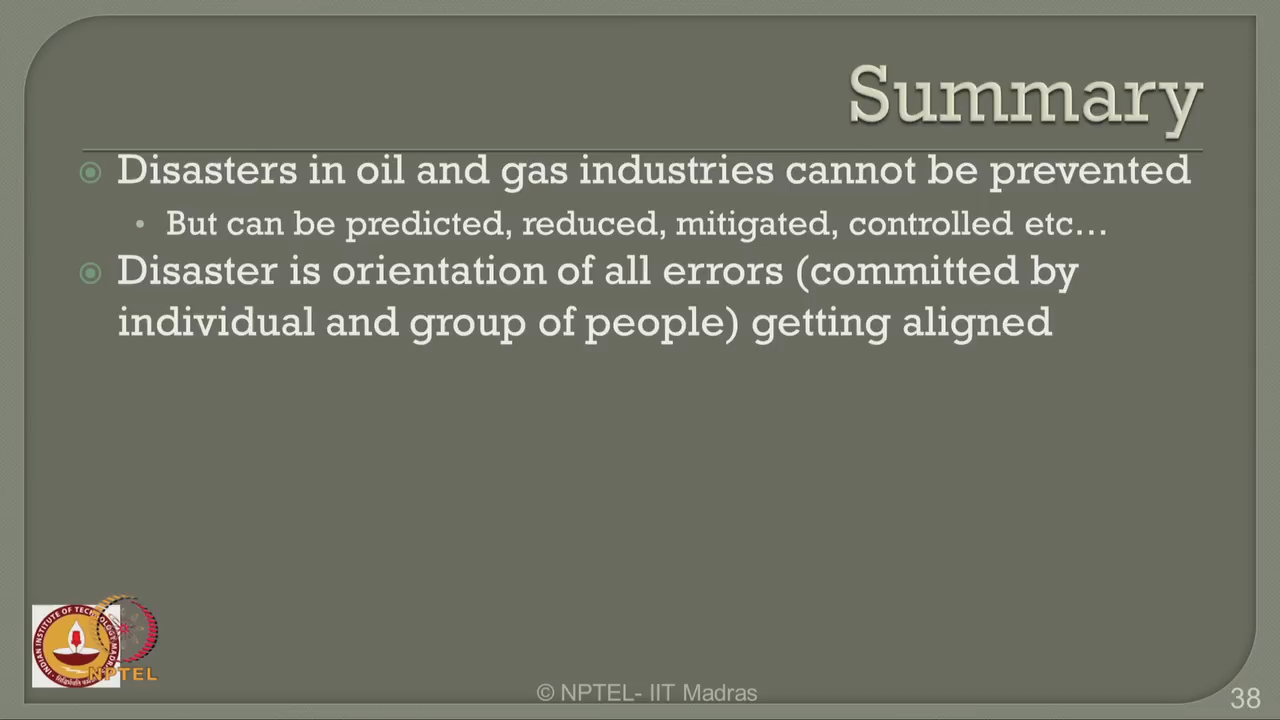 Summary
Disasters in oil and gas industries cannot be prevented
But can be predicted, reduced, mitigated, controlled etc...
Disaster is orientation of all errors (committed by
individual and group of people) getting aligned
NPTEL
© NPTEL- IIT Madras
38